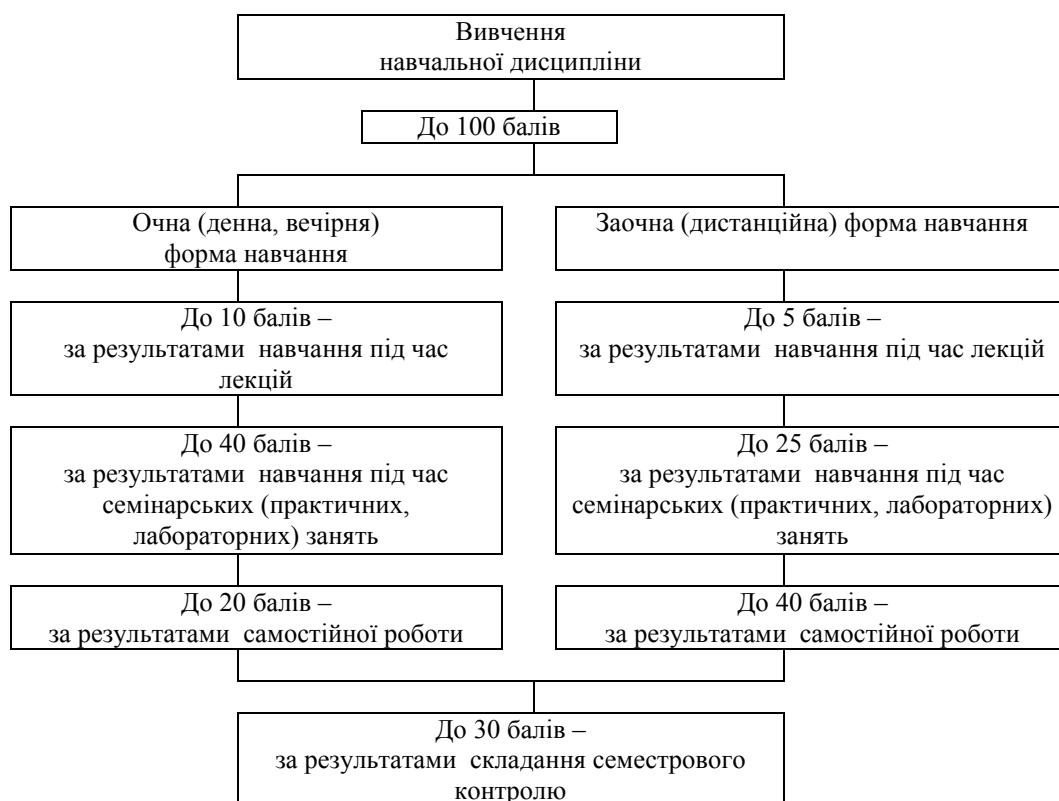 Вивчення
навчальної дисципліни
До 100 балів
Очна (денна, вечірня)
форма навчання
Заочна (дистанційна) форма навчання
До 10 балів –
за результатами навчання під час
лекцій
До 5 балів –
за результатами навчання під час лекцій
До 40 балів –
за результатами навчання під час
семінарських (практичних,
лабораторних) занять
До 25 балів –
за результатами навчання під час
семінарських (практичних, лабораторних)
занять
До 20 балів –
за результатами самостійної роботи
До 40 балів –
за результатами самостійної роботи
До 30 балів –
за результатами складання семестрового
контролю